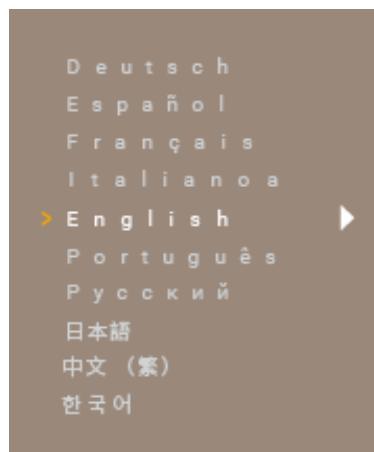 Deutsch
Español
Français
Italianoa
> English
Português
Русский
日本語
中文 （繁）
한국어